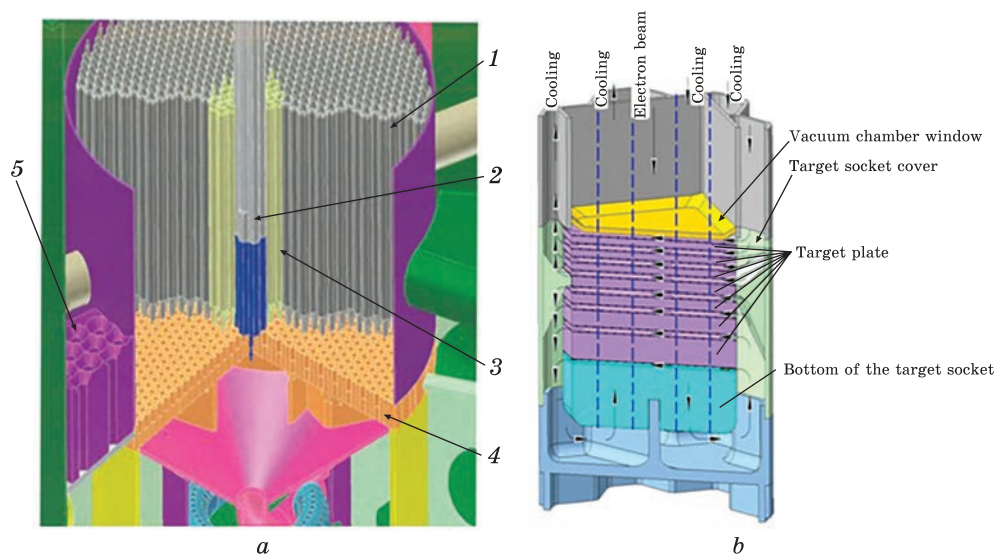 1
2
3
4
5
a
Cooling
Cooling
Electron beam
Cooling
Cooling
Vacuum chamber window
Target socket cover
Target plate
Bottom of the target socket
b